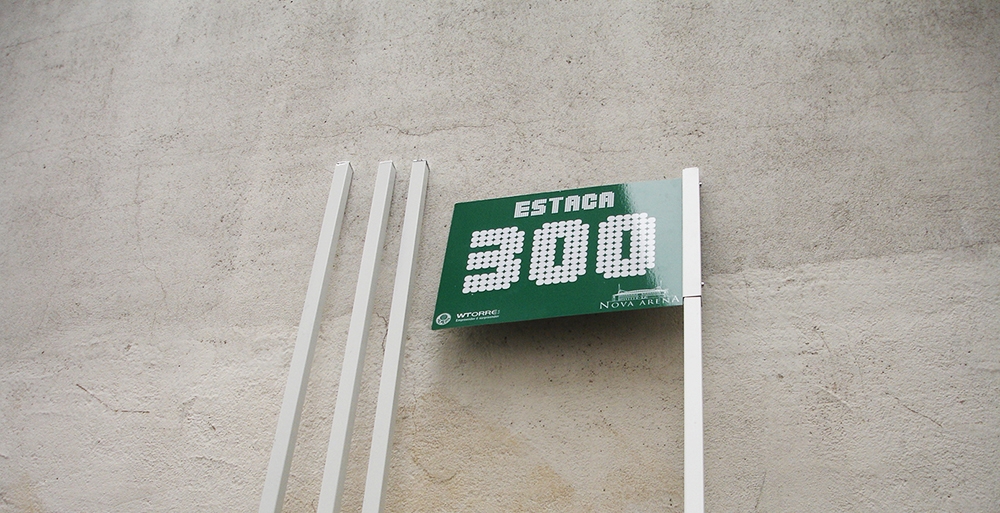 ESTACA
300
NOVA ARENA
WTORRE